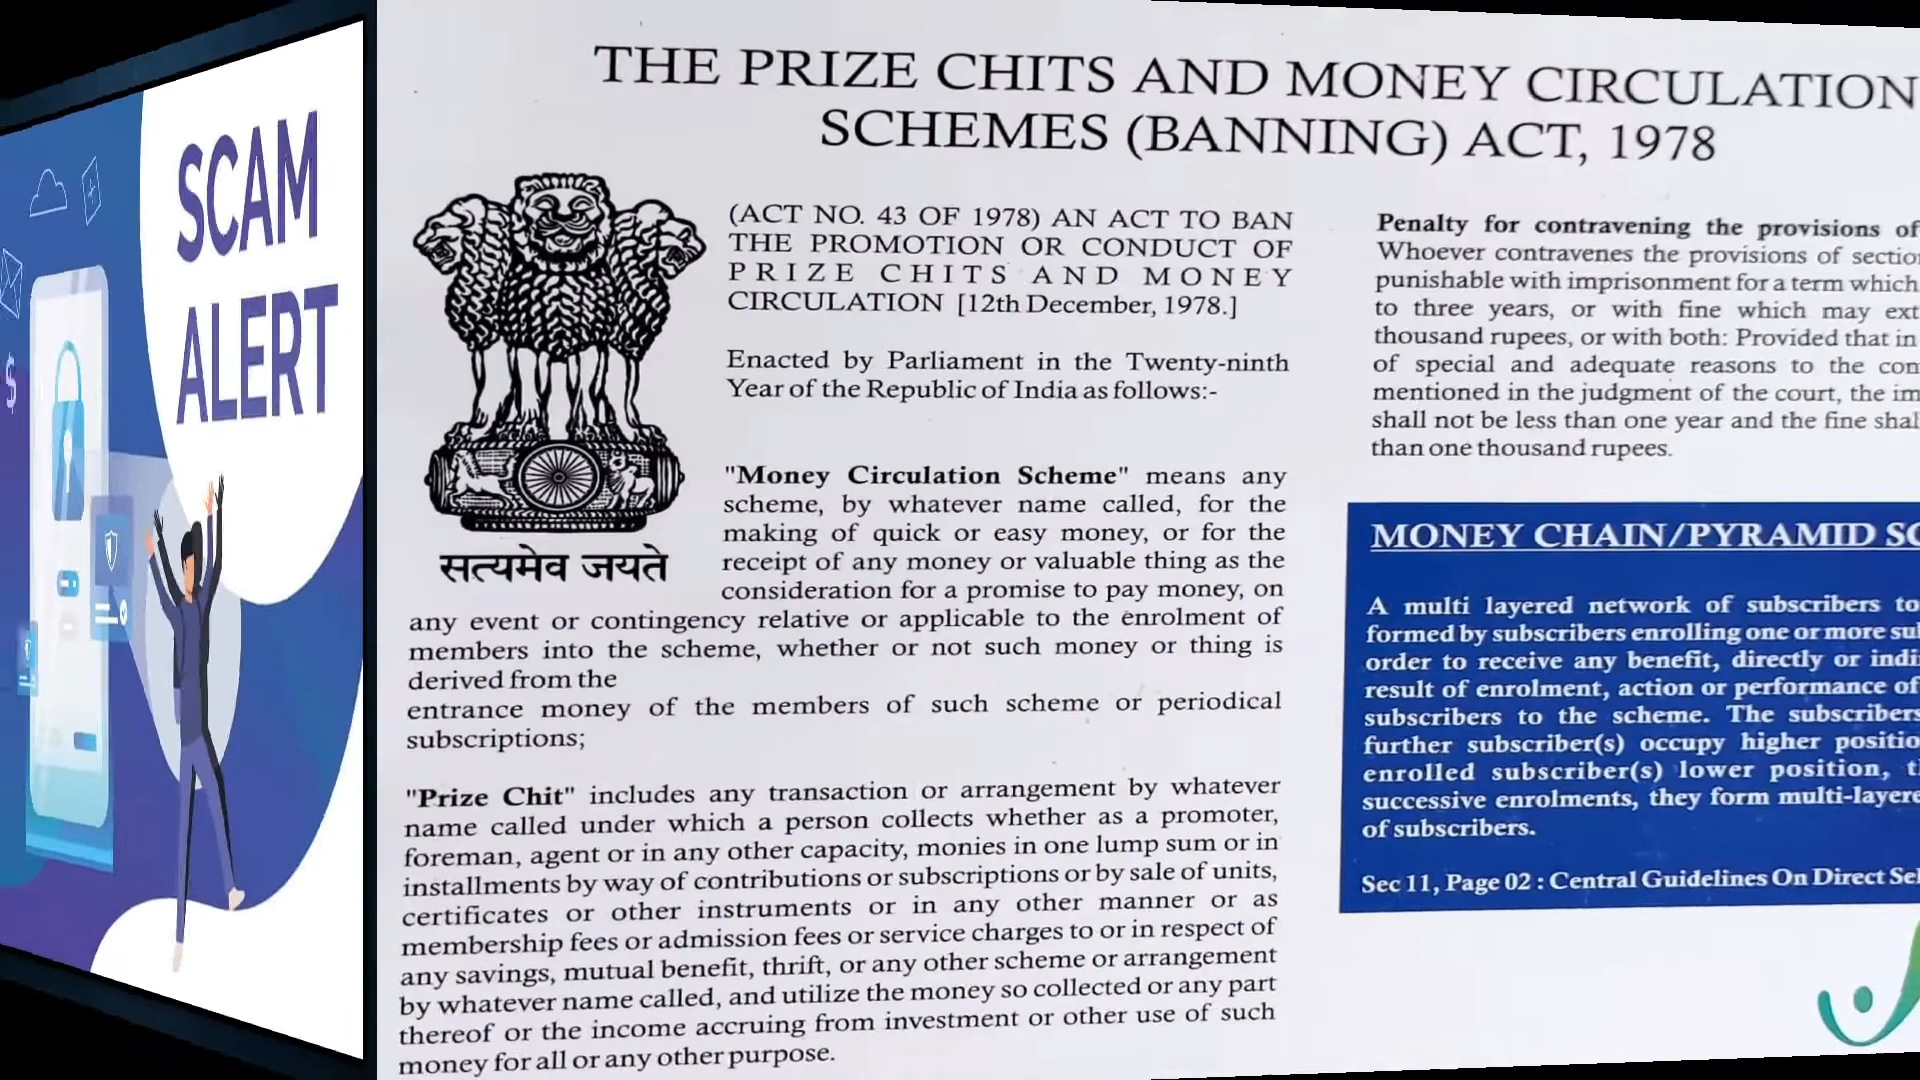 SCAM
ALERT
THE PRIZE CHITS AND MONEY CIRCULATION
SCHEMES (BANNING) ACT, 1978
(ACT NO. 43 OF 1978) AN ACT TO BAN
THE PROMOTION OR CONDUCT OF
PRIZE CHITS AND MONEY
CIRCULATION [12th December, 1978.]
Enacted by Parliament in the Twenty-ninth
Year of the Republic of India as follows:-
सत्यमेव जयते
"Money Circulation Scheme" means any
scheme, by whatever name called, for the
making of quick or easy money, or for the
receipt of any money or valuable thing as the
consideration for a promise to pay money, on
any event or contingency relative or applicable to the enrolment of
members into the scheme, whether or not such money or thing is
derived from the
entrance money of the members of such scheme or periodical
subscriptions;
"Prize Chit" includes any transaction or arrangement by whatever
name called under which a person collects whether as a promoter,
foreman, agent or in any other capacity, monies in one lump sum or in
installments by way of contributions or subscriptions or by sale of units,
certificates or other instruments or in any other manner or as
membership fees or admission fees or service charges to or in respect of
any savings, mutual benefit, thrift, or any other scheme or arrangement
by whatever name called, and utilize the money so collected or any part
thereof or the income accruing from investment or other use of such
money for all or any other purpose.
Penalty for contravening the provisions of
Whoever contravenes the provisions of
punishable with imprisonment for a term which
to three years, or with fine which may
thousand rupees, or with both: Provided that in
of special and adequate reasons to the
mentioned in the judgment of the court, the
shall not be less than one year and the fine
than one thousand rupees.
MONEY CHAIN/PYRAMID
A multi layered network of subscribers to
formed by subscribers enrolling one or more
order to receive any benefit, directly or
result of enrolment, action or performance of
subscribers to the scheme. The subscribers
further subscriber(s) occupy higher
enrolled subscriber(s) lower position,
successive enrolments, they form
of subscribers.
Sec 11, Page 02 : Central Guidelines On Direct